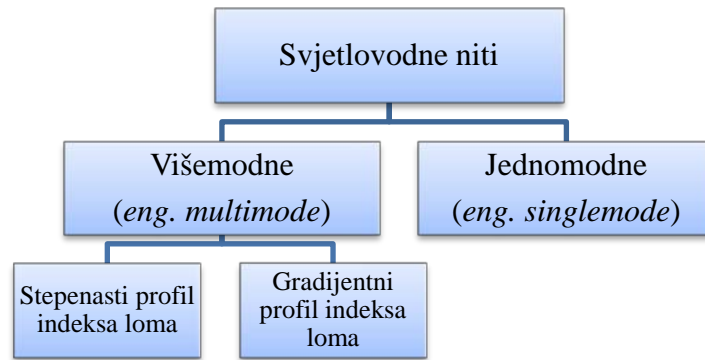 Svjetlovodne niti
Višemodne
(eng. multimode)
Jednomodne
(eng. singlemode)
Stepenasti profil
indeksa loma
Gradijentni
profil indeksa
loma